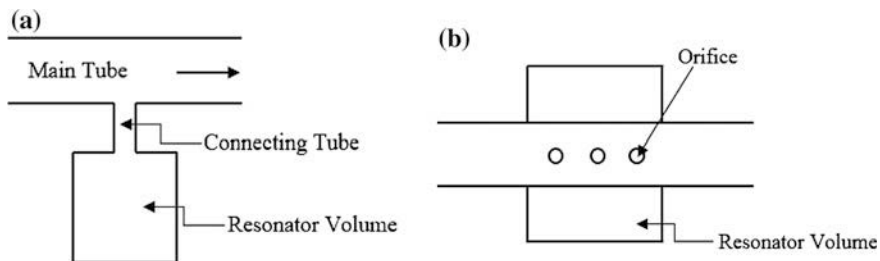 (a)
Main Tube
Connecting Tube
Resonator Volume
(b)
Orifice
Resonator Volume